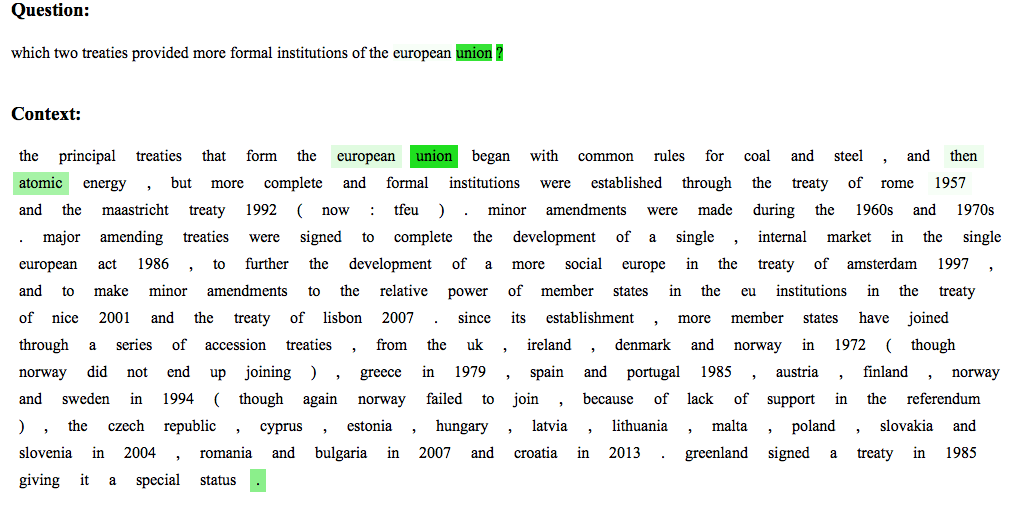 Question:
which two treaties provided more formal institutions of the european union ?
Context:
the principal treaties that form the european union began with common rules for coal and steel , and then
atomic energy , but more complete and formal institutions were established through the treaty of rome 1957
and the maastricht treaty 1992 ( now : tfeu ) . minor amendments were made during the 1960s and 1970s
. major amending treaties were signed to complete the development of a single , internal market in the single
european act 1986 , to further the development of a more social europe in the treaty of amsterdam 1997 ,
and to make minor amendments to the relative power of member states in the eu institutions in the treaty
of nice 2001 and the treaty of lisbon 2007 . since its establishment , more member states have joined
through a series of accession treaties , from the uk , ireland , denmark and norway in 1972 ( though
norway did not end up joining ) , greece in 1979 , spain and portugal 1985 , austria , finland , norway
and sweden in 1994 ( though again norway failed to join , because of lack of support in the referendum
) , the czech republic , cyprus , estonia , hungary , latvia , lithuania , malta , poland , slovakia and
slovenia in 2004 , romania and bulgaria in 2007 and croatia in 2013 . greenland signed a treaty in 1985
giving it a special status .